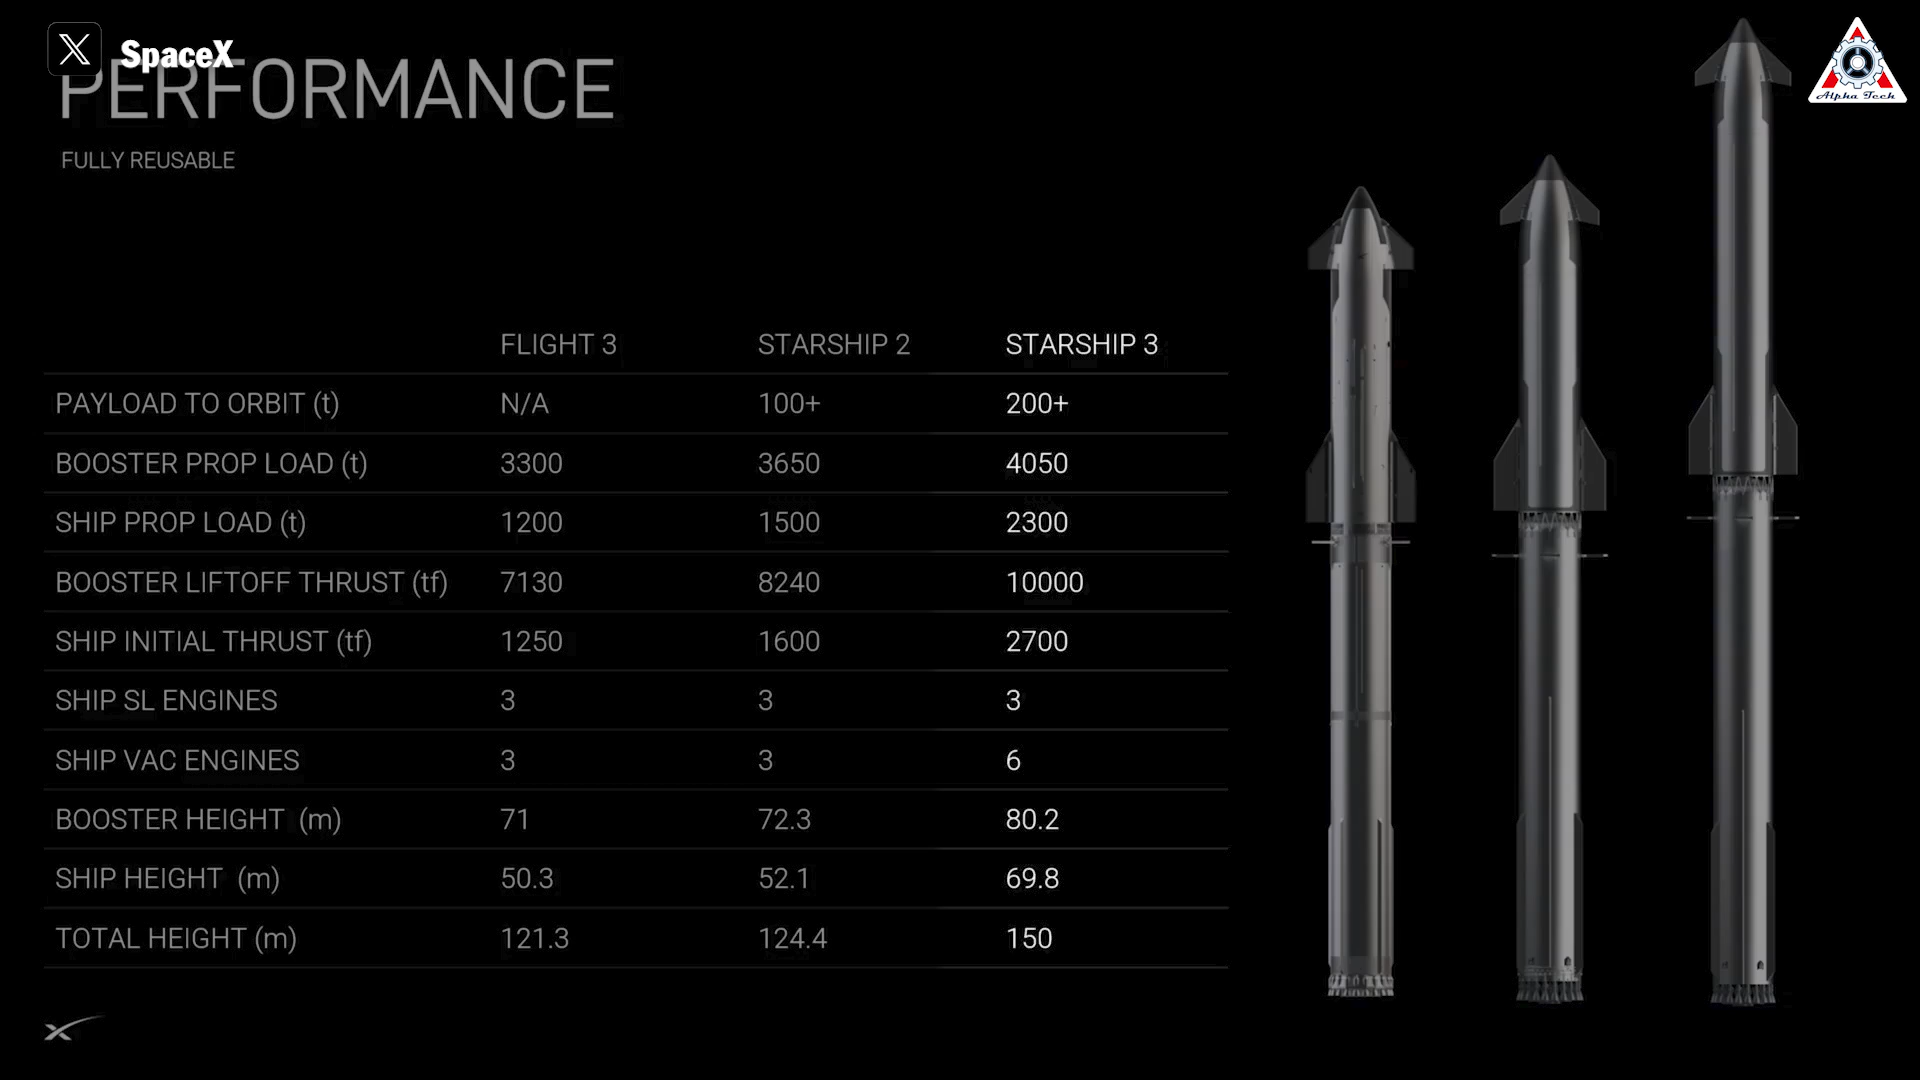 SpaceX
PERFORMANCE
FULLY REUSABLE
FLIGHT 3 STARSHIP 2 STARSHIP 3
PAYLOAD TO ORBIT (t) N/A 100+ 200+
BOOSTER PROP LOAD (t) 3300 3650 4050
SHIP PROP LOAD (t) 1200 1500 2300
BOOSTER LIFTOFF THRUST (tf) 7130 8240 10000
SHIP INITIAL THRUST (tf) 1250 1600 2700
SHIP SL ENGINES 3 3 3
SHIP VAC ENGINES 3 3 6
BOOSTER HEIGHT (m) 71 72.3 80.2
SHIP HEIGHT (m) 50.3 52.1 69.8
TOTAL HEIGHT (m) 121.3 124.4 150
Alpha Tech